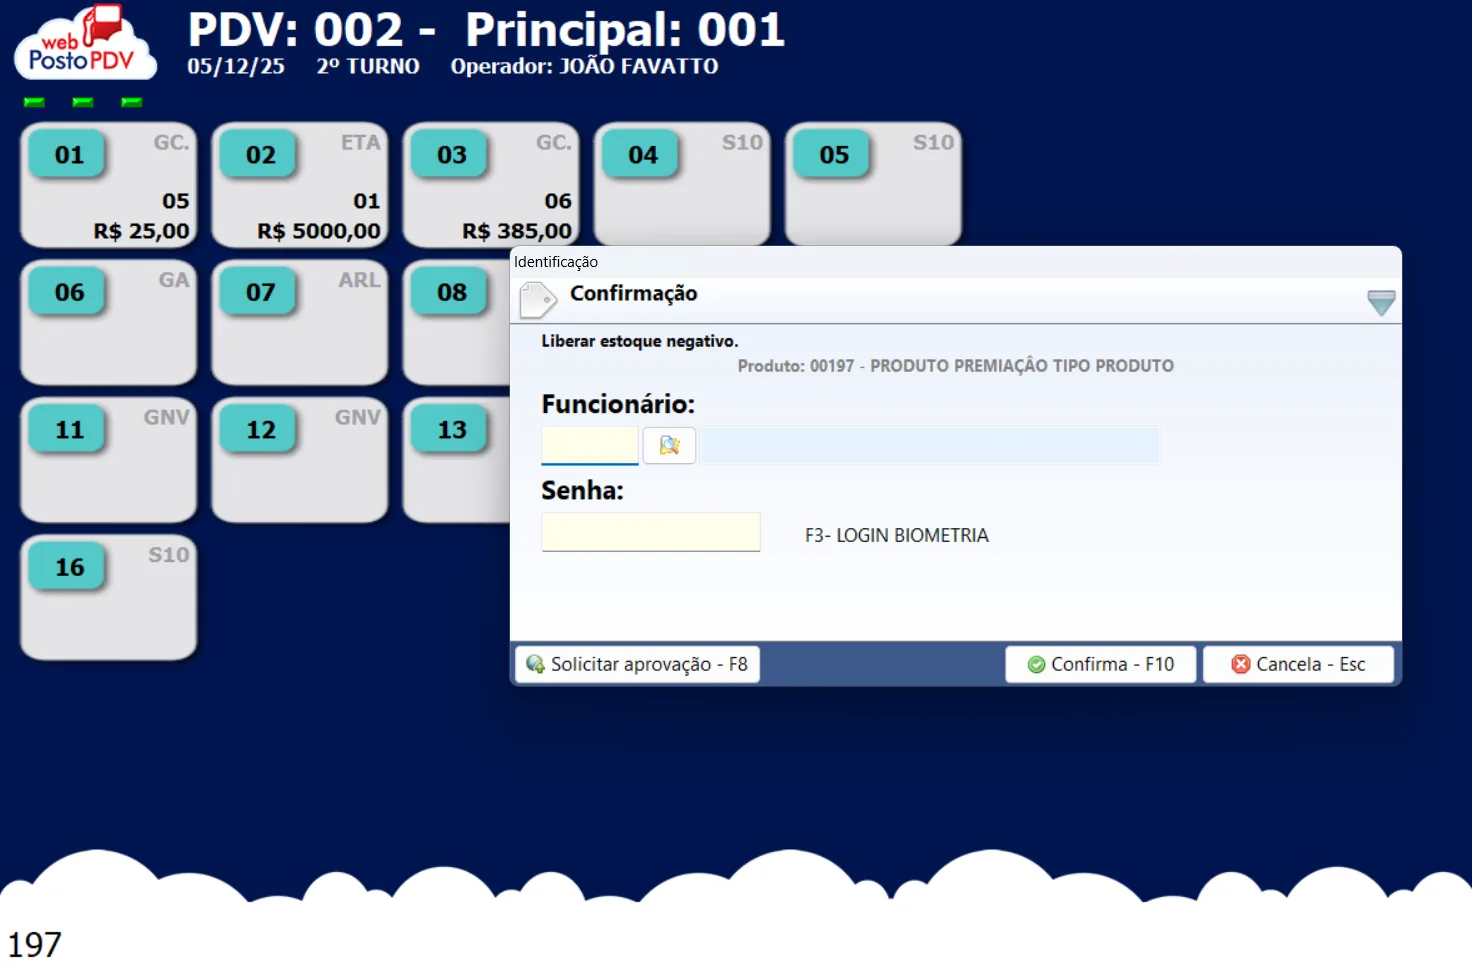 web
PostoPDV
PDV: 002 - Principal: 001
05/12/25 2º TURNO Operador: JOÃO FAVATTO
01 GC.
05
R$ 25,00
02 ETA
01
R$ 5000,00
03 GC.
06
R$ 385,00
04 S10
05 S10
06 GA
07 ARL
08
11 GNV
12 GNV
13
16 S10
Identificação
Confirmação
Liberar estoque negativo.
Produto: 00197 - PRODUTO PREMIAÇÂO TIPO PRODUTO
Funcionário:
Senha:
F3- LOGIN BIOMETRIA
Solicitar aprovação - F8
Confirma - F10
Cancela - Esc
197